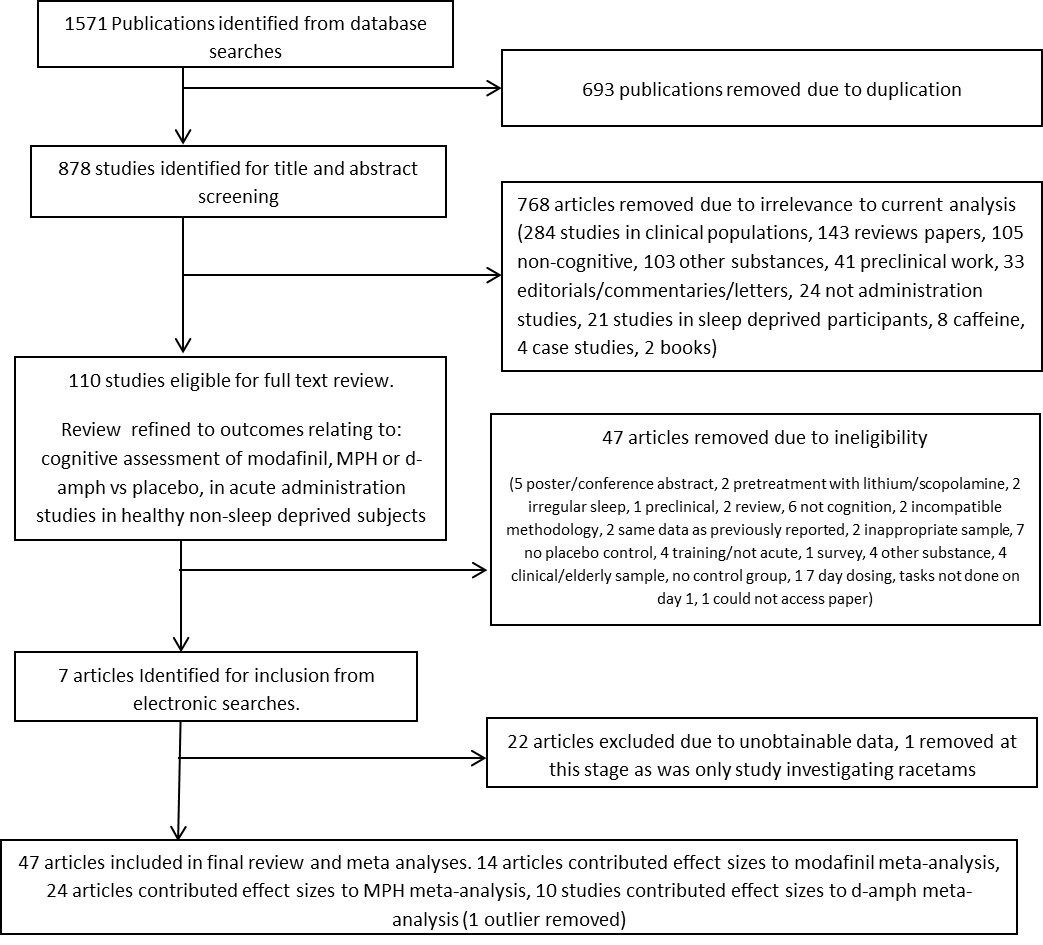 1571 Publications identified from database
searches
693 publications removed due to duplication
878 studies identified for title and abstract
screening
768 articles removed due to irrelevance to current analysis
(284 studies in clinical populations, 143 reviews papers, 105
non-cognitive, 103 other substances, 41 preclinical work, 33
editorials/commentaries/letters, 24 not administration
studies, 21 studies in sleep deprived participants, 8 caffeine,
4 case studies, 2 books)
110 studies eligible for full text review.
Review refined to outcomes relating to:
cognitive assessment of modafinil, MPH or d-
amph vs placebo, in acute administration
studies in healthy non-sleep deprived subjects
47 articles removed due to ineligibility
(5 poster/conference abstract, 2 pretreatment with lithium/scopolamine, 2
irregular sleep, 1 preclinical, 2 review, 6 not cognition, 2 incompatible
methodology, 2 same data as previously reported, 2 inappropriate sample, 7
no placebo control, 4 training/not acute, 1 survey, 4 other substance, 4
clinical/elderly sample, no control group, 1 7 day dosing, tasks not done on
day 1, 1 could not access paper)
7 articles Identified for inclusion from
electronic searches.
22 articles excluded due to unobtainable data, 1 removed at
this stage as was only study investigating racetams
47 articles included in final review and meta analyses. 14 articles contributed effect sizes to modafinil meta-analysis,
24 articles contributed effect sizes to MPH meta-analysis, 10 studies contributed effect sizes to d-amph meta-
analysis (1 outlier removed)